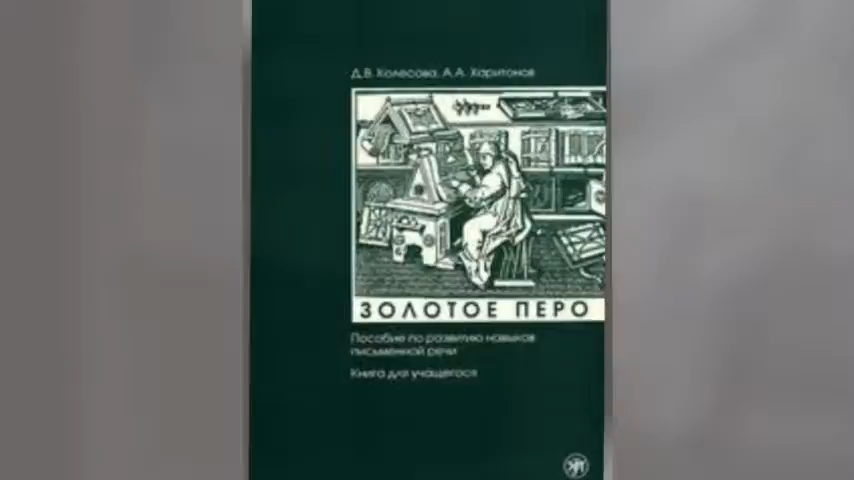 Д.В. Колесова, А.А. Харитонов
ЗОЛОТОЕ ПЕРО
Пособие по развитию навыков
письменной речи
Книга для учащегося